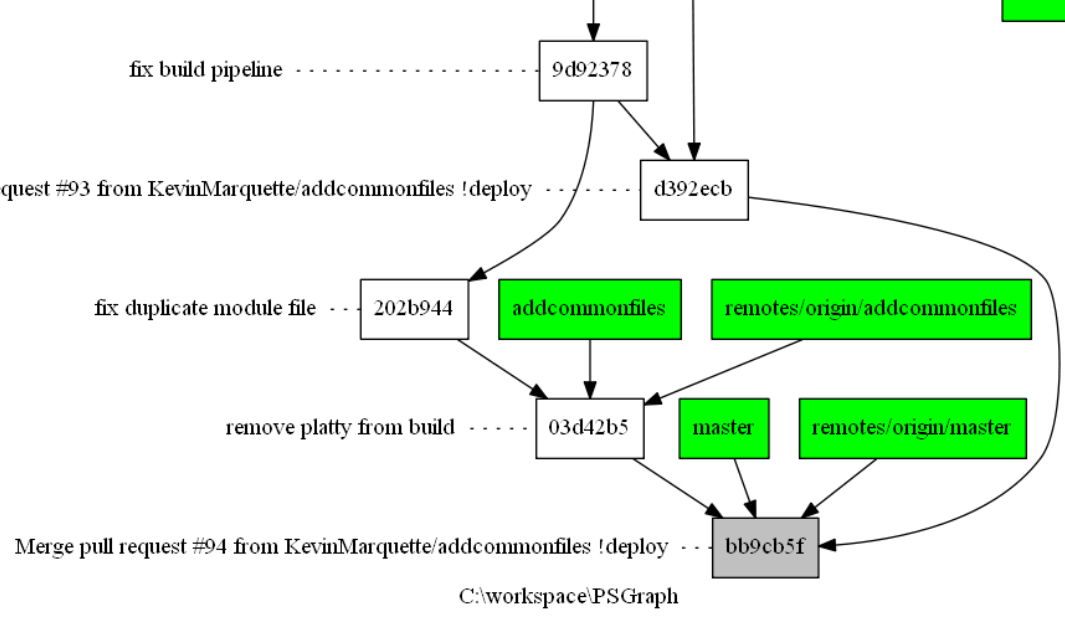 fix build pipeline
9d92378
quest #93 from KevinMarquette/addcommonfiles !deploy
d392ecb
fix duplicate module file
202b944
addcommonfiles
remotes/origin/addcommonfiles
remove platty from build
03d42b5
master
remotes/origin/master
Merge pull request #94 from KevinMarquette/addcommonfiles !deploy
bb9cb5f
C:\workspace\PSGraph